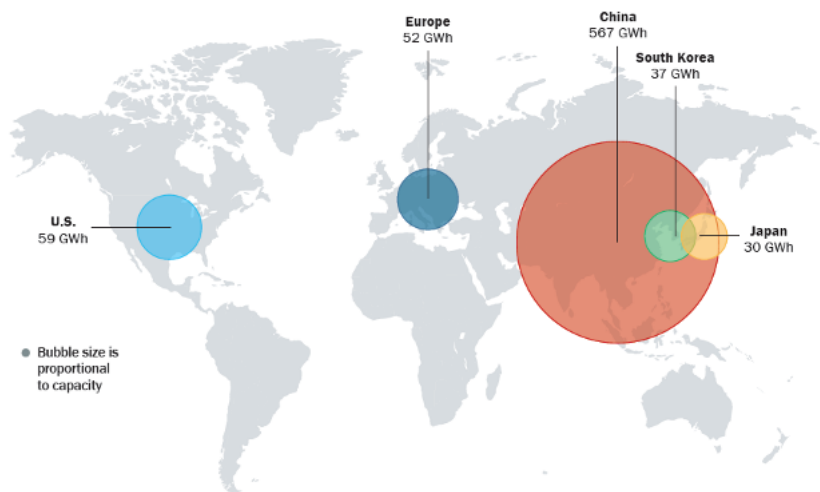 Europe
52 GWh
China
567 GWh
South Korea
37 GWh
U.S.
59 GWh
Japan
30 GWh
Bubble size is
proportional
to capacity